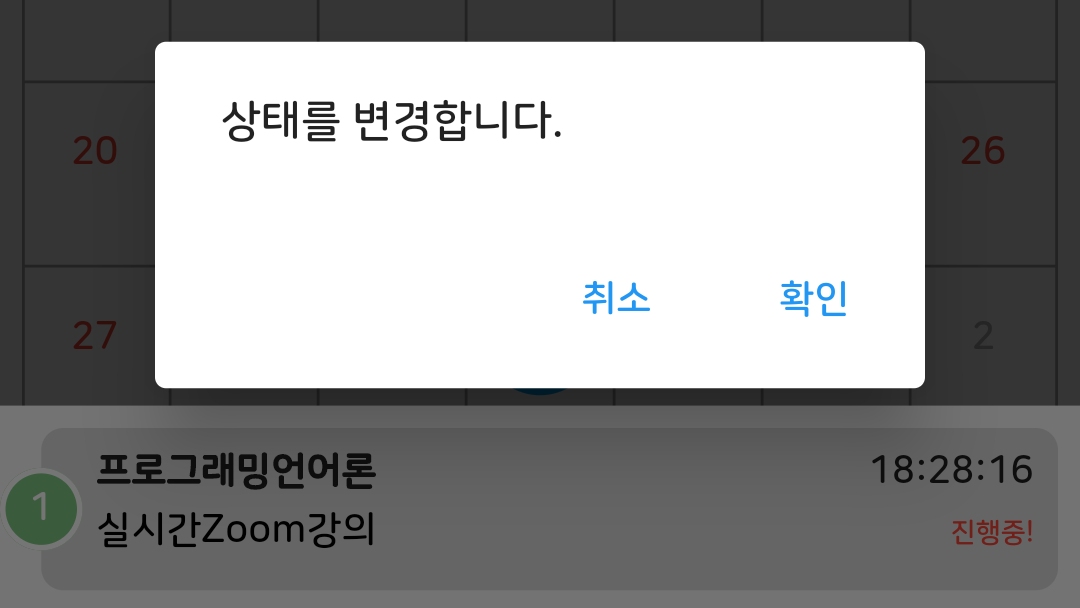 상태를 변경합니다.
20
26
취소
확인
27
2
프로그래밍언어론
18:28:16
1
실시간Zoom강의
진행중!